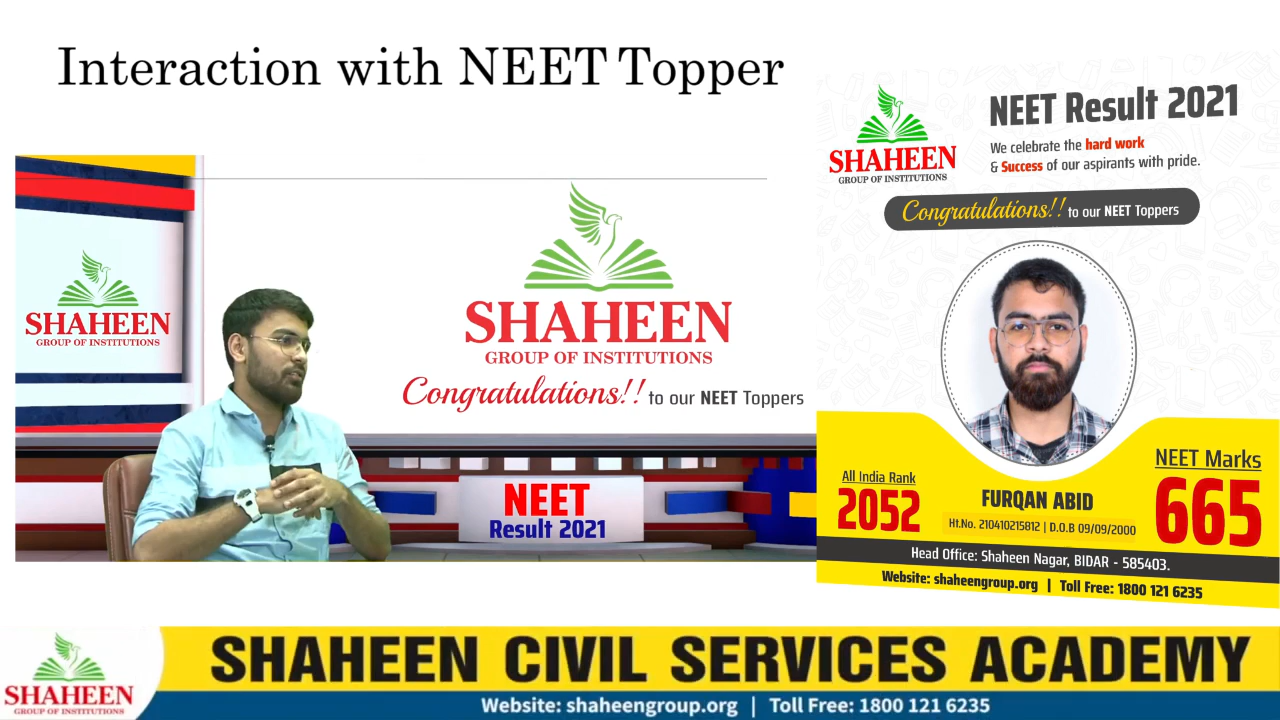 Interaction with NEET Topper
SHAHEEN
GROUP OF INSTITUTIONS
SHAHEEN
GROUP OF INSTITUTIONS
Congratulations!! to our NEET Toppers
NEET
Result 2021
SHAHEEN
GROUP OF INSTITUTIONS
NEET Result 2021
We celebrate the hard work
& Success of our aspirants with pride.
Congratulations!! to our NEET Toppers
All India Rank
2052
FURQAN ABID
Ht.No. 210410215812 | D.O.B 09/09/2000
NEET Marks
665
Head Office: Shaheen Nagar, BIDAR - 585403.
Website: shaheengroup.org | Toll Free: 1800 121 6235
SHAHEEN
GROUP OF INSTITUTIONS
SHAHEEN CIVIL SERVICES ACADEMY
Website: shaheengroup.org | Toll Free: 1800 121 6235